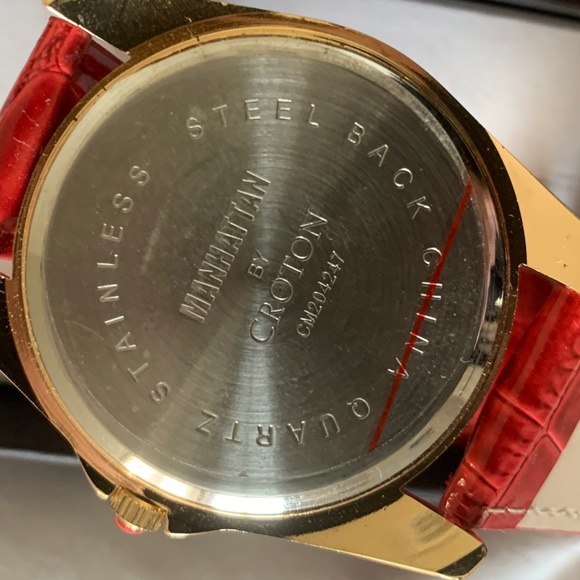 STAINLESS STEEL BACK CHINA QUARTZ
MANHATTAN
BY
CROTON
CM204247